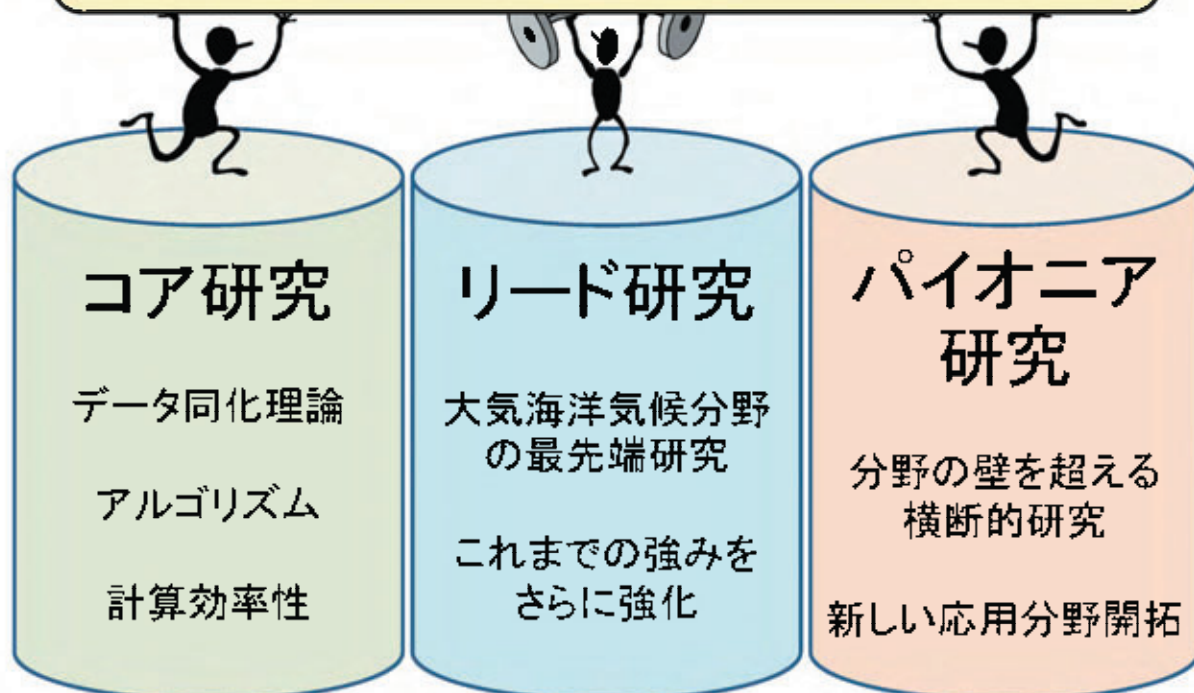 コア研究
データ同化理論
アルゴリズム
計算効率性
リード研究
大気海洋気候分野
の最先端研究
これまでの強みを
さらに強化
パイオニア
研究
分野の壁を超える
横断的研究
新しい応用分野開拓